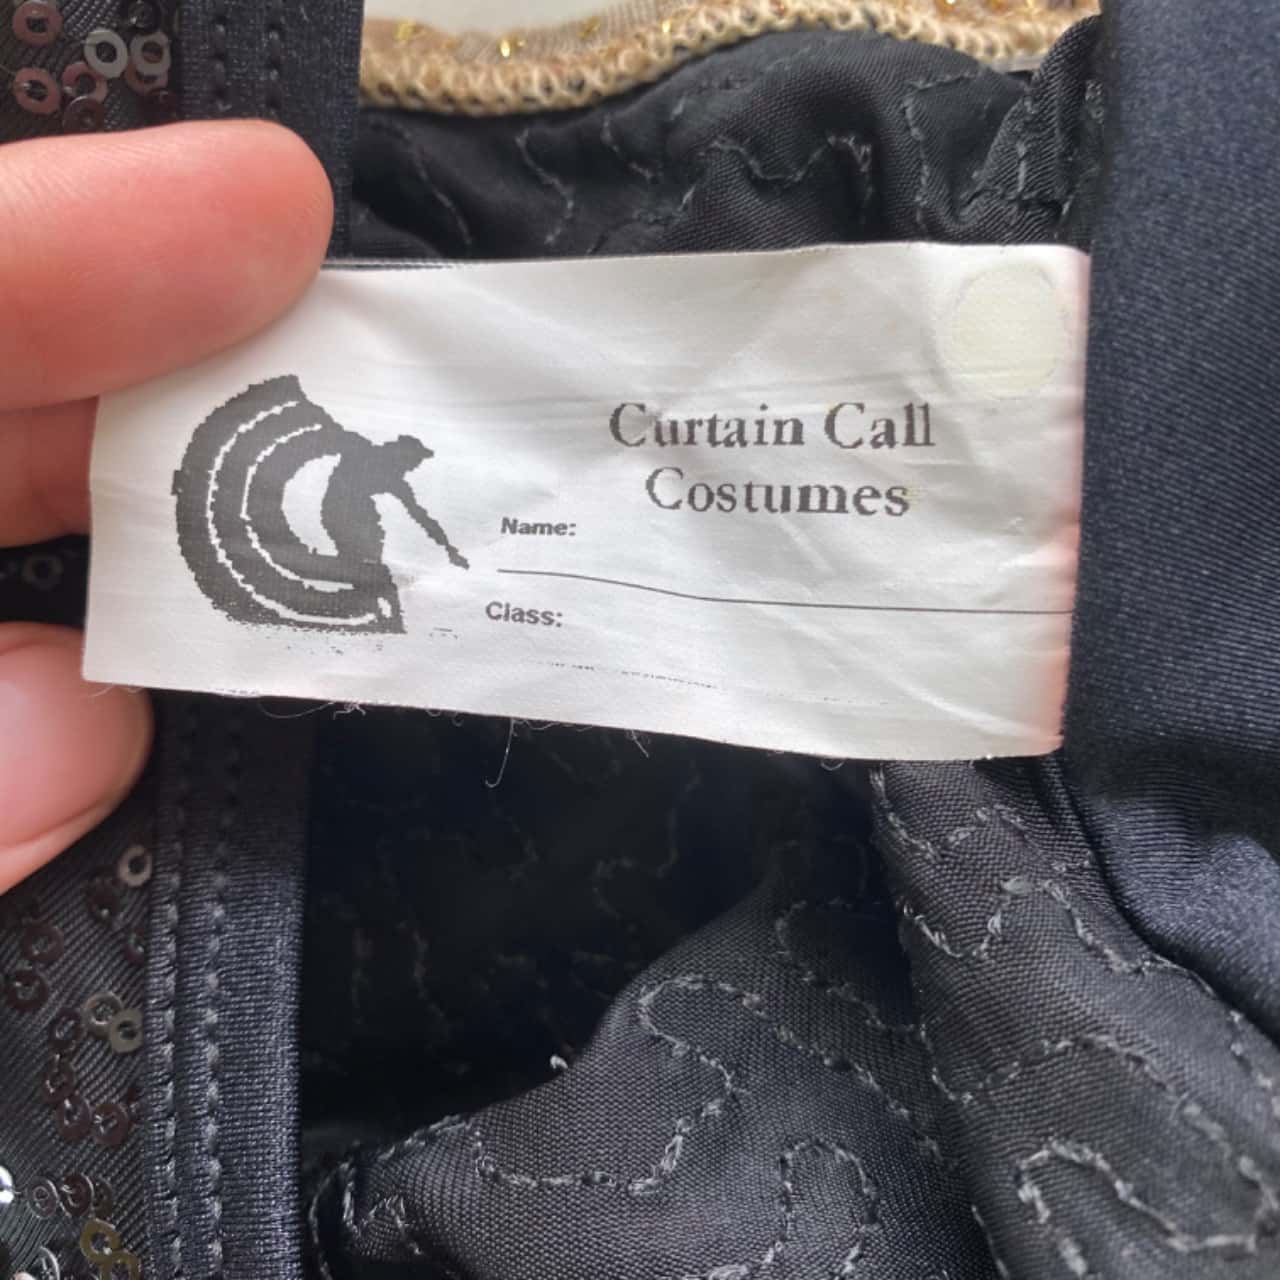 Curtain Call
Costumes
Name:
Class: